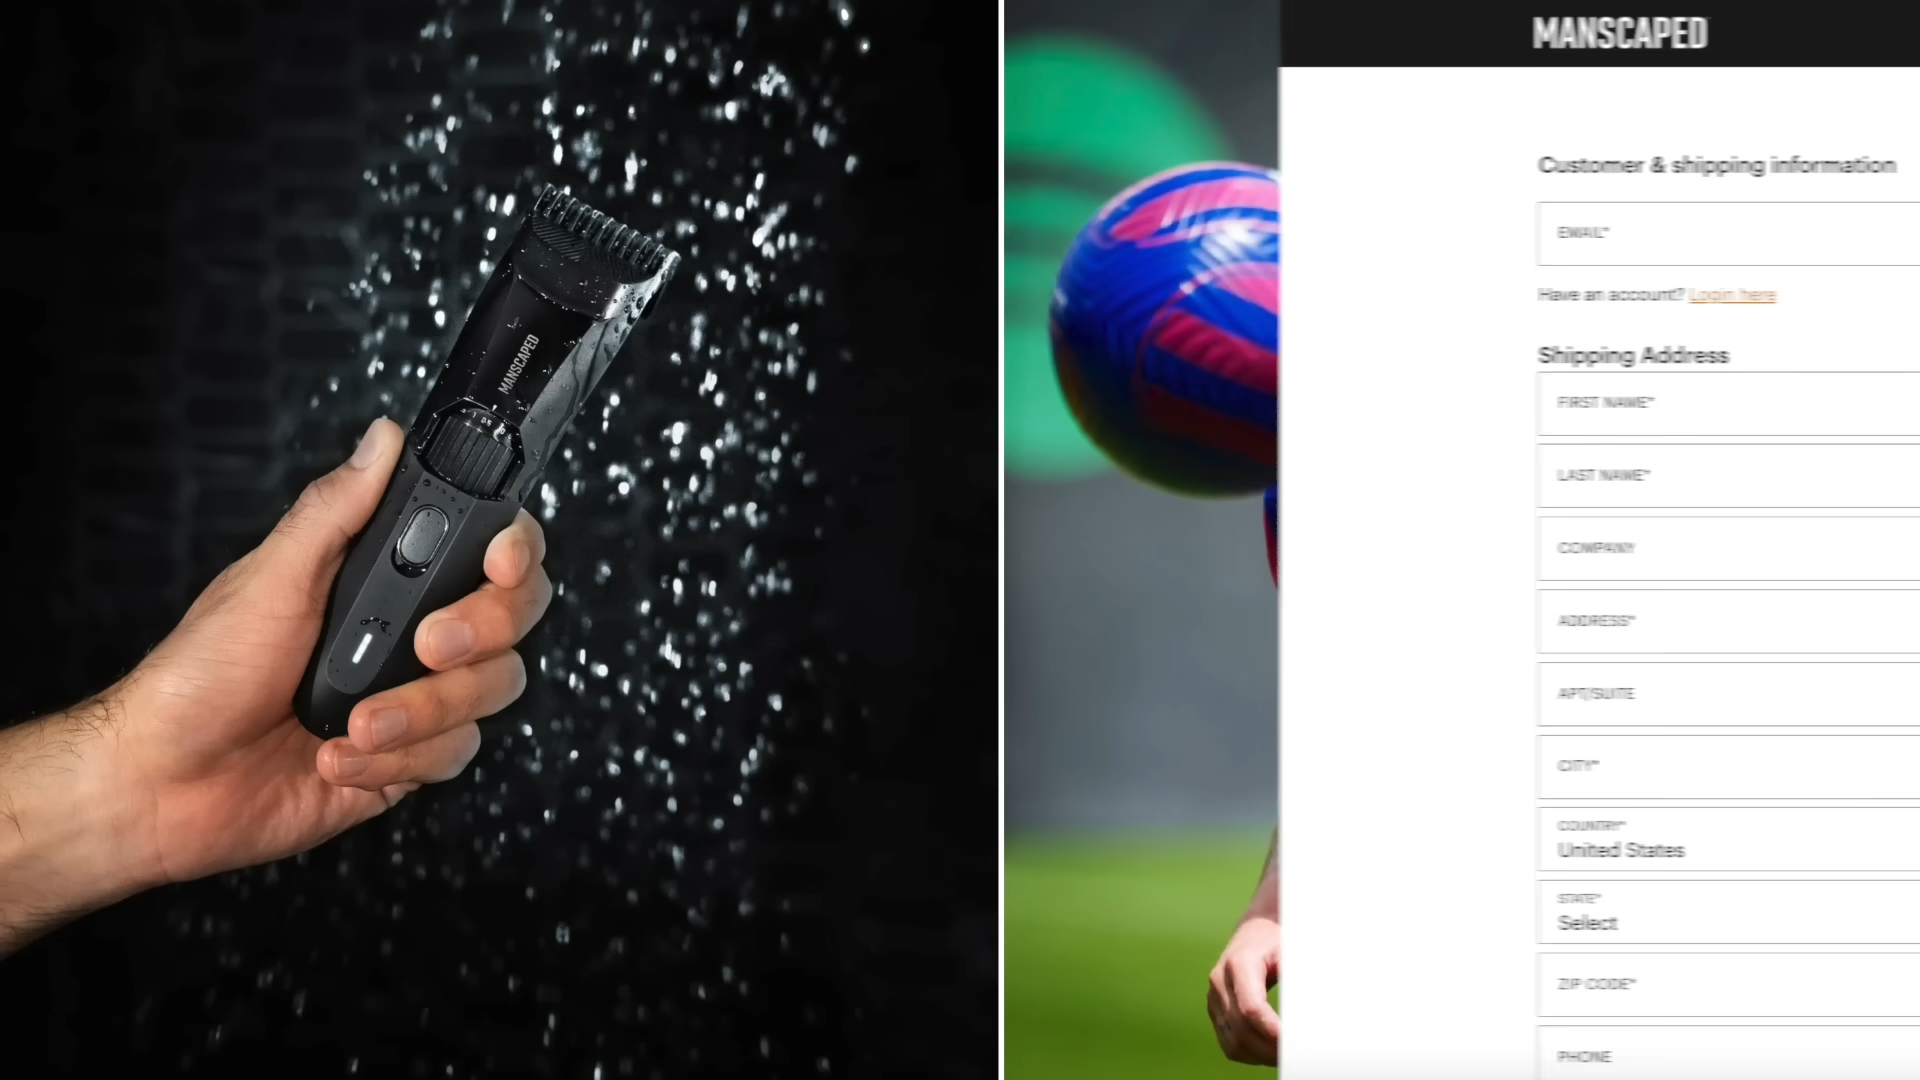 MANSCAPED
MANSCAPED
Customer & shipping information
EMAIL*
Have an account? Login here
Shipping Address
FIRST NAME*
LAST NAME*
COMPANY
ADDRESS*
APT/SUITE
CITY*
COUNTRY*
United States
STATE*
Select
ZIP CODE*
PHONE